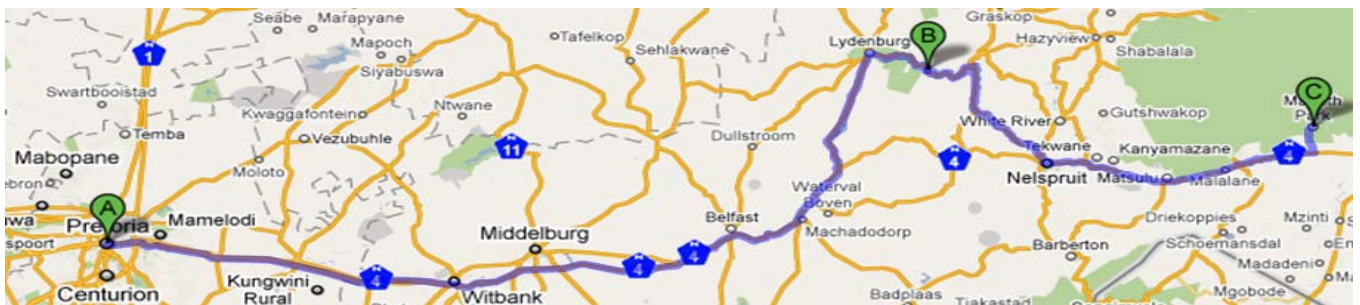 Seabe
Marapyane
Tafelkop
Sehlakwane
Lydenburg
B
Graskop
Hazyview
Shabalala
1
Mapoch
Siyabuswa
C
Swartbooistad
Kwaggafontein
Ntwane
Gutshwakop
Park
Temba
Vezubuhle
11
Dullstroom
White River
4
4
Mabopane
Moloto
Tekwane
Kanyamazane
Nelspruit
Matsulu
Malalane
A
Waterval
Boven
Pretoria
Mamelodi
Belfast
Machadodorp
Driekoppies
Mzinti
Middelburg
Barberton
Schoemansdal
4
4
4
Kungwini
Rural
Witbank
Madadeni
Centurion
Badplaas
Mgobode